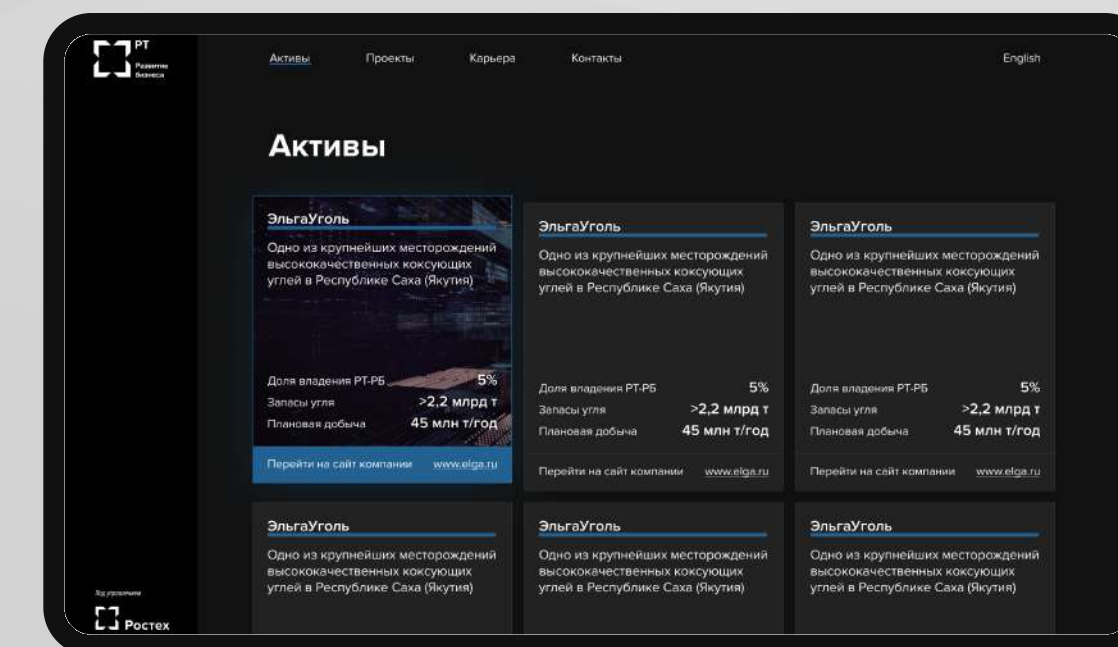 РТ
Развитие
бизнеса
Активы Проекты Карьера Контакты English
Активы
ЭльгаУголь
Одно из крупнейших месторождений
высококачественных коксующих
углей в Республике Саха (Якутия)
Доля владения РТ-РБ 5%
Запасы угля >2,2 млрд т
Плановая добыча 45 млн т/год
Перейти на сайт компании www.elga.ru
ЭльгаУголь
Одно из крупнейших месторождений
высококачественных коксующих
углей в Республике Саха (Якутия)
Доля владения РТ-РБ 5%
Запасы угля >2,2 млрд т
Плановая добыча 45 млн т/год
Перейти на сайт компании www.elga.ru
ЭльгаУголь
Одно из крупнейших месторождений
высококачественных коксующих
углей в Республике Саха (Якутия)
Доля владения РТ-РБ 5%
Запасы угля >2,2 млрд т
Плановая добыча 45 млн т/год
Перейти на сайт компании www.elga.ru
ЭльгаУголь
Одно из крупнейших месторождений
высококачественных коксующих
углей в Республике Саха (Якутия)
ЭльгаУголь
Одно из крупнейших месторождений
высококачественных коксующих
углей в Республике Саха (Якутия)
ЭльгаУголь
Одно из крупнейших месторождений
высококачественных коксующих
углей в Республике Саха (Якутия)
Под управлением
Ростех